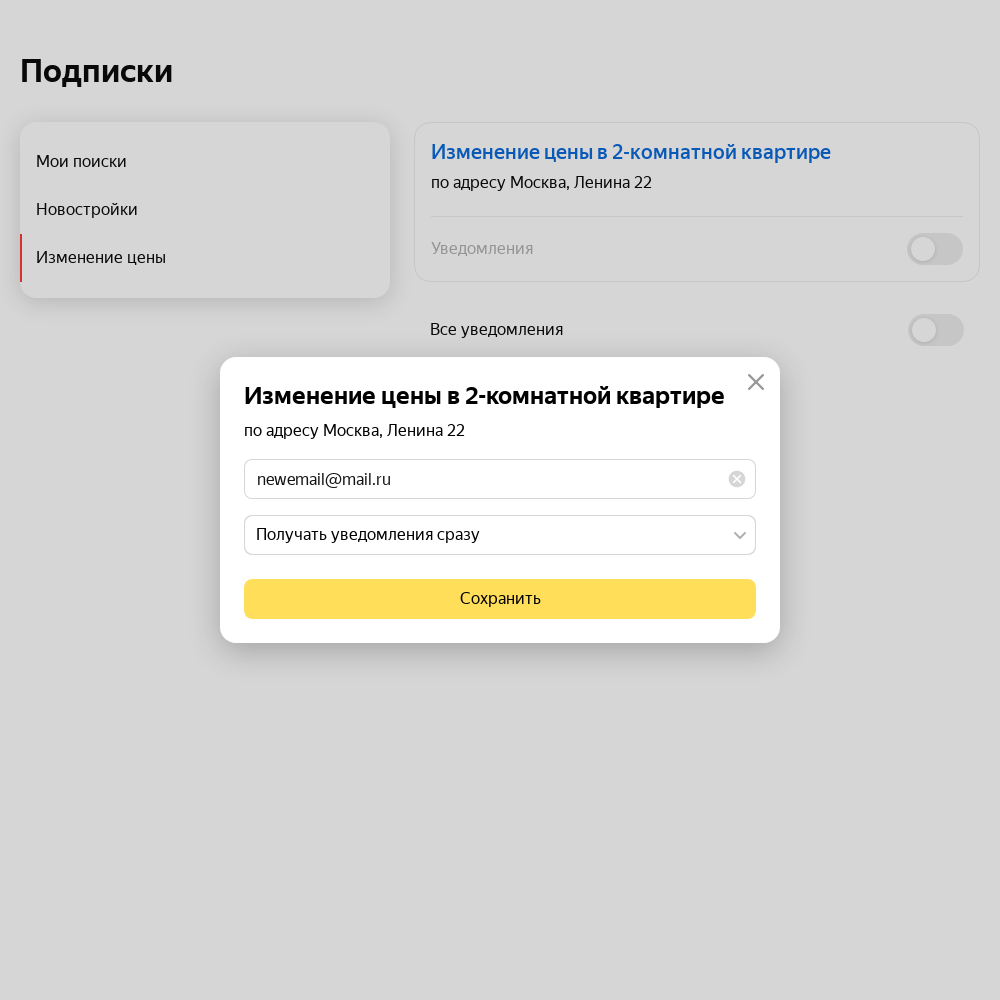 Подписки
Мои поиски
Новостройки
Изменение цены
Изменение цены в 2-комнатной квартире
по адресу Москва, Ленина 22
Уведомления
Все уведомления
Изменение цены в 2-комнатной квартире
по адресу Москва, Ленина 22
newemail@mail.ru
Получать уведомления сразу
Сохранить